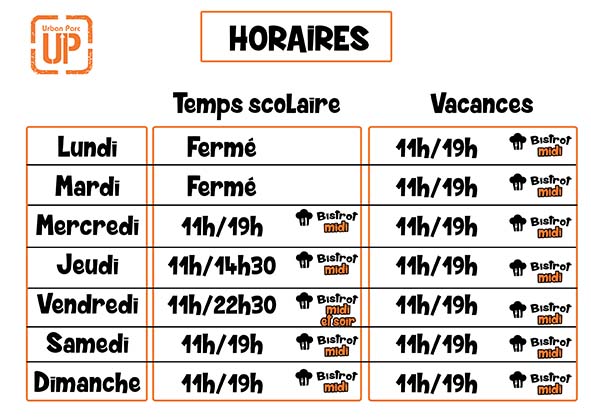 Urban Parc
UP
HORAIRES
Temps scolaire Vacances
Lundi Fermé 11h/19h Bistrot midi
Mardi Fermé 11h/19h Bistrot midi
Mercredi 11h/19h Bistrot midi 11h/19h Bistrot midi
Jeudi 11h/14h30 Bistrot midi 11h/19h Bistrot midi
Vendredi 11h/22h30 Bistrot midi et soir 11h/19h Bistrot midi
Samedi 11h/19h Bistrot midi 11h/19h Bistrot midi
Dimanche 11h/19h Bistrot midi 11h/19h Bistrot midi